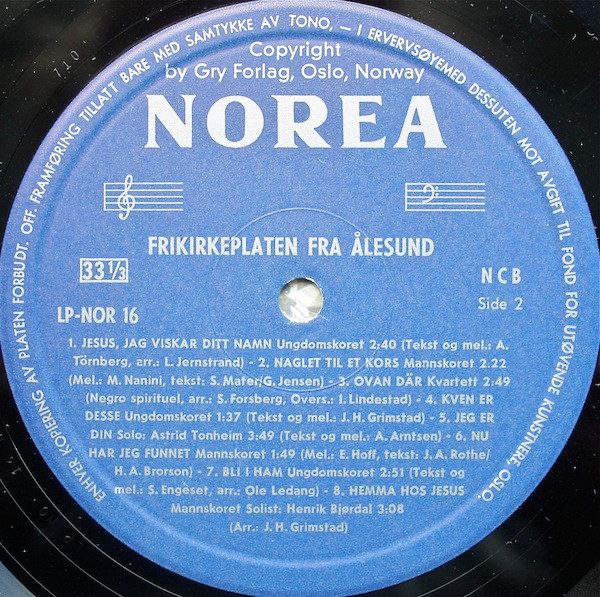 ENHVER KOPIERING AV PLATEN FORBUDT. OFF. FRAMFØRING TILLATT BARE MED SAMTYKKE AV TONO, — I ERVERVSØYEMED DESSUTEN MOT AVGIFT TIL FOND FOR UTØVENDE KUNSTNERE, OSLO.
Copyright
by Gry Forlag, Oslo, Norway
NOREA
FRIKIRKEPLATEN FRA ÅLESUND
33⅓
NCB
Side 2
LP-NOR 16
1. JESUS, JAG VISKAR DITT NAMN Ungdomskoret 2:40 (Tekst og mel.: A.
Törnberg, arr.: L. Jernstrand) - 2. NAGLET TIL ET KORS Mannskoret 2.22
(Mel.: M. Nanini, tekst: S. Mater/G. Jensen) - 3. OVAN DÄR Kvartett 2:49
(Negro spirituel, arr.: S. Forsberg, Overs.: I. Lindestad) - 4. KVEN ER
DESSE Ungdomskoret 1:37 (Tekst og mel.: J. H. Grimstad) - 5. JEG ER
DIN Solo: Astrid Tonheim 3:49 (Tekst og mel.: A. Arntsen) - 6. NU
HAR JEG FUNNET Mannskoret 1:49 (Mel.: E. Hoff, tekst: J. A. Rothe/
H. A. Brorson) - 7. BLI I HAM Ungdomskoret 2:51 (Tekst og
mel.: S. Engeset, arr.: Ole Ledang) - 8. HEMMA HOS JESUS
Mannskoret Solist: Henrik Bjørdal 3:08
(Arr.: J. H. Grimstad)